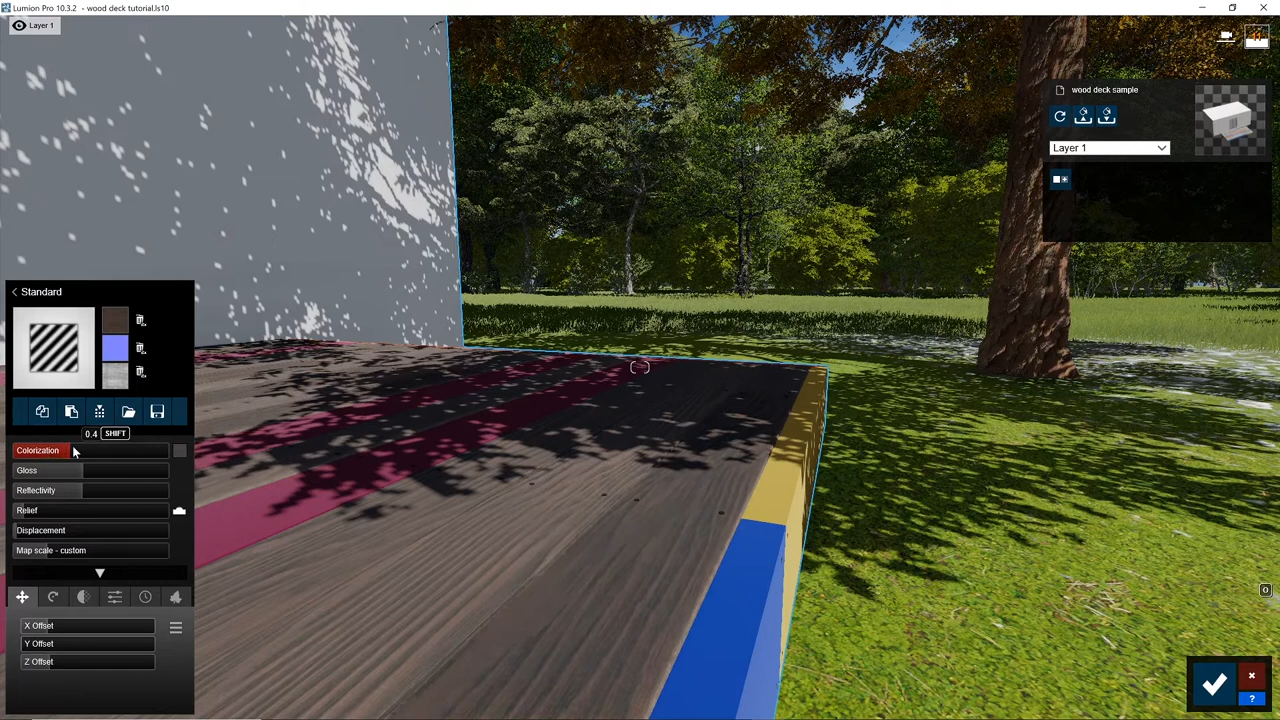 Lumion Pro 10.3.2 - wood deck tutorial.ls10
Layer 1
wood deck sample
Layer 1
Standard
0.4 SHIFT
Colorization
Gloss
Reflectivity
Relief
Displacement
Map scale - custom
X Offset
Y Offset
Z Offset
O
?